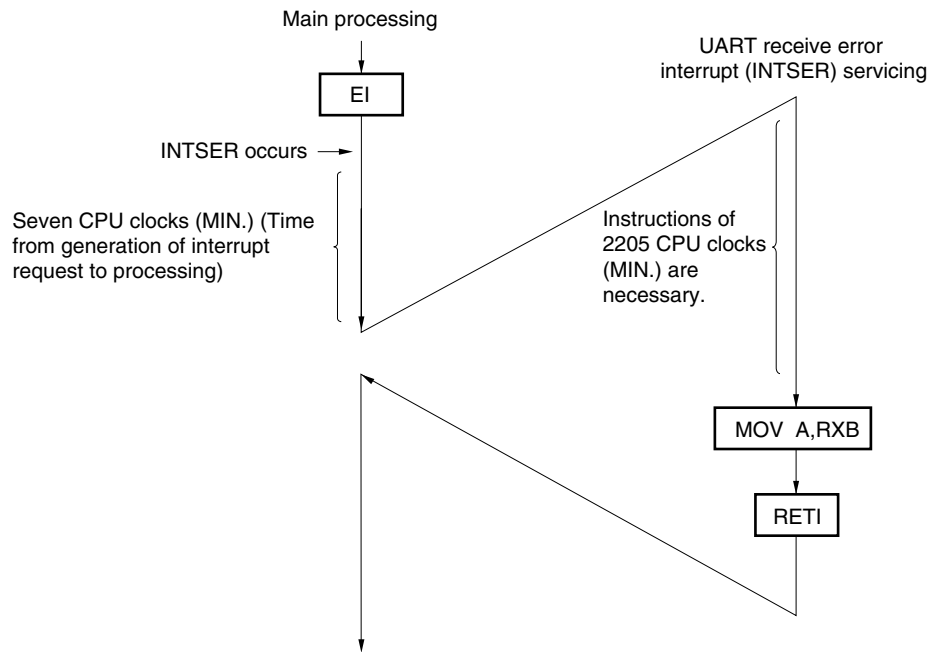 Main processing
EI
INTSER occurs
Seven CPU clocks (MIN.) (Time
from generation of interrupt
request to processing)
UART receive error
interrupt (INTSER) servicing
Instructions of
2205 CPU clocks
(MIN.) are
necessary.
MOV A,RXB
RETI